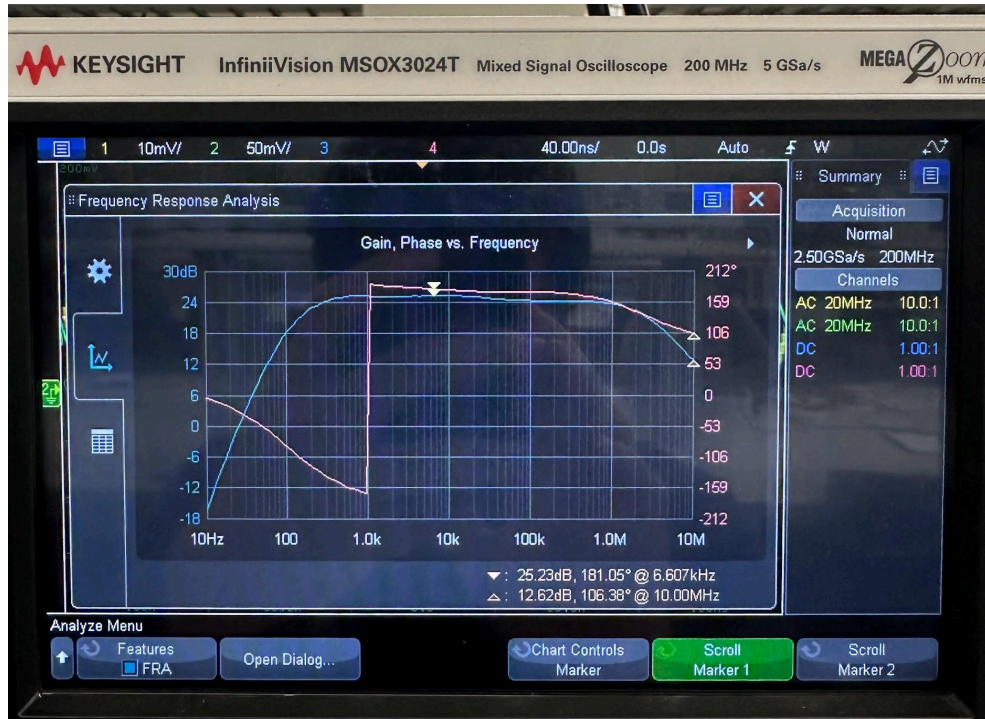 KEYSIGHT InfiniiVision MSOX3024T Mixed Signal Oscilloscope 200 MHz 5 GSa/s MEGA Zoom
1M wfms
1 10mV/ 2 50mV/ 3 4 40.00ns/ 0.0s Auto W
200mV
Summary
Frequency Response Analysis
Acquisition
Normal
2.50GSa/s 200MHz
Channels
AC 20MHz 10.0:1
AC 20MHz 10.0:1
DC 1.00:1
DC 1.00:1
Gain, Phase vs. Frequency
30dB 212°
24 159
18 106
12 53
6 0
0 -53
-6 -106
-12 -159
-18 -212
10Hz 100 1.0k 10k 100k 1.0M 10M
: 25.23dB, 181.05° @ 6.607kHz
: 12.62dB, 106.38° @ 10.00MHz
2
Analyze Menu
Features
FRA
Open Dialog...
Chart Controls
Marker
Scroll
Marker 1
Scroll
Marker 2